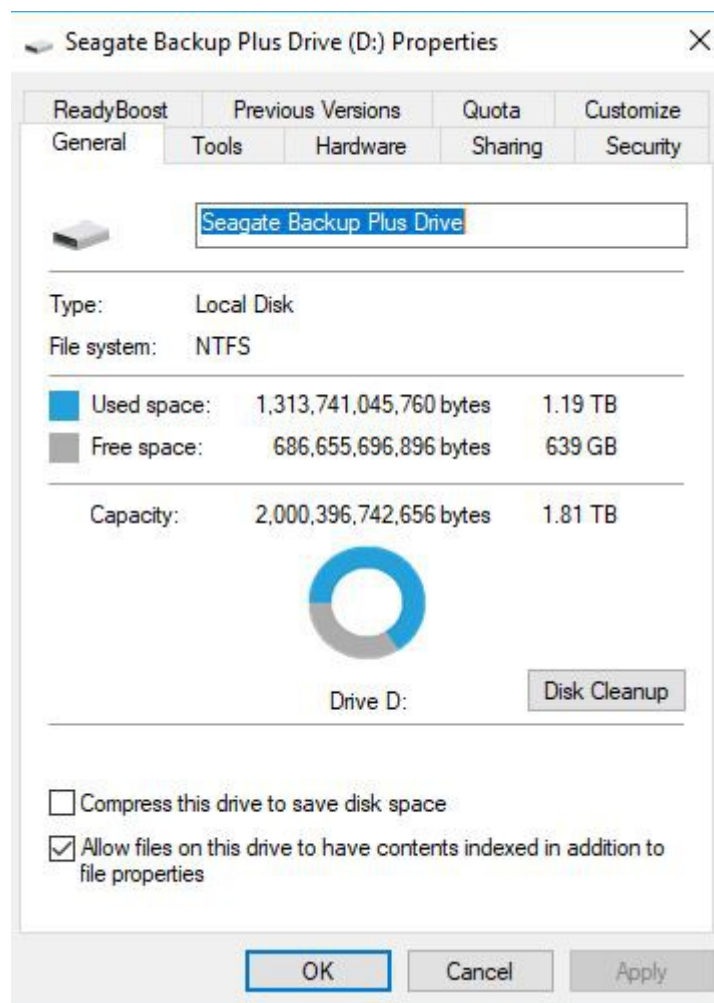 Seagate Backup Plus Drive (D:) Properties
ReadyBoost Previous Versions Quota Customize
General Tools Hardware Sharing Security
Seagate Backup Plus Drive
Type: Local Disk
File system: NTFS
Used space: 1,313,741,045,760 bytes 1.19 TB
Free space: 686,655,696,896 bytes 639 GB
Capacity: 2,000,396,742,656 bytes 1.81 TB
Drive D:
Disk Cleanup
Compress this drive to save disk space
Allow files on this drive to have contents indexed in addition to
file properties
OK Cancel Apply